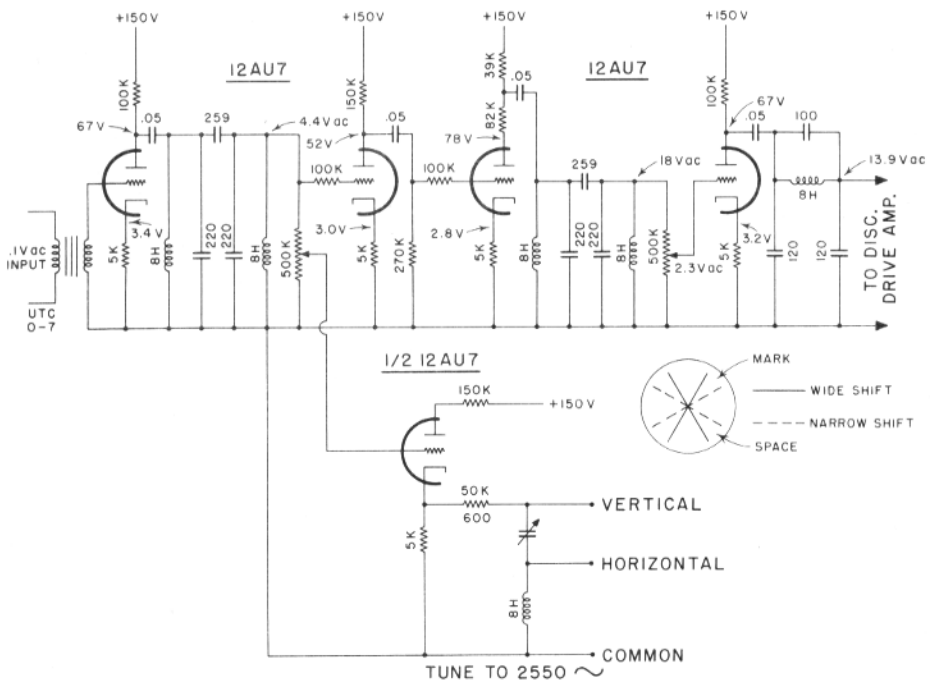 +150V
+150V
+150V
+150V
12AU7
12AU7
100K
150K
39K
100K
.05
259
4.4Vac
.05
82K
.05
67V
.05
100
67V
52V
78V
259
18Vac
13.9Vac
100K
100K
8H
3.4V
3.0V
2.8V
3.2V
.1Vac
INPUT
5K
8H
220
220
8H
500K
5K
270K
5K
8H
220
220
8H
500K
2.3Vac
5K
120
120
TO DISC.
DRIVE AMP.
UTC
O-7
1/2 12AU7
150K
+150V
MARK
WIDE SHIFT
NARROW SHIFT
SPACE
50K
600
VERTICAL
5K
HORIZONTAL
8H
COMMON
TUNE TO 2550 ~